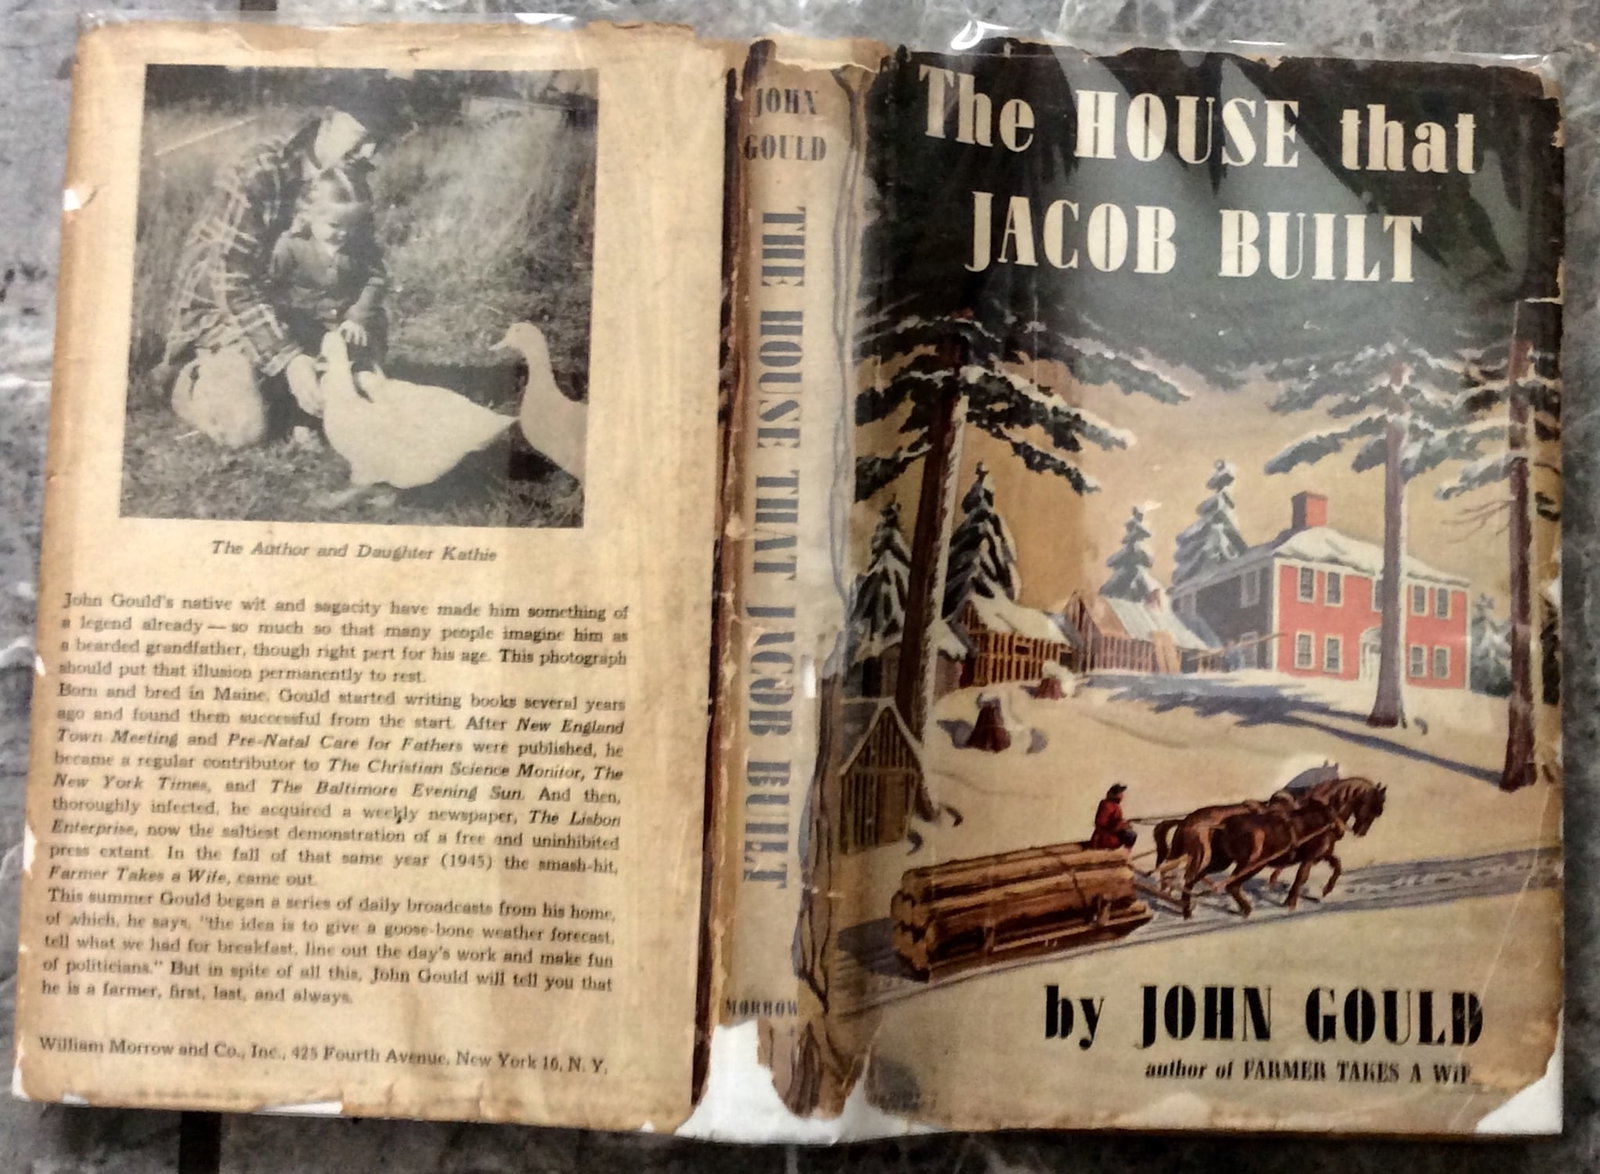 The Author and Daughter Kathie
John Gould's native wit and sagacity have made him something of
a legend already — so much so that many people imagine him as
a bearded grandfather, though right pert for his age. This photograph
should put that illusion permanently to rest.
Born and bred in Maine, Gould started writing books several years
ago and found them successful from the start. After New England
Town Meeting and Pre-Natal Care for Fathers were published, he
became a regular contributor to The Christian Science Monitor, The
New York Times, and The Baltimore Evening Sun. And then,
thoroughly infected, he acquired a weekly newspaper, The Lisbon
Enterprise, now the saltiest demonstration of a free and uninhibited
press extant. In the fall of that same year (1945) the smash-hit,
Farmer Takes a Wife, came out.
This summer Gould began a series of daily broadcasts from his home,
of which, he says, "the idea is to give a goose-bone weather forecast,
tell what we had for breakfast, line out the day's work and make fun
of politicians." But in spite of all this, John Gould will tell you that
he is a farmer, first, last, and always.
William Morrow and Co., Inc., 425 Fourth Avenue, New York 16, N. Y.
JOHN
GOULD
THE HOUSE THAT JACOB BUILT
MORROW
The HOUSE that
JACOB BUILT
by JOHN GOULD
author of FARMER TAKES A WIF